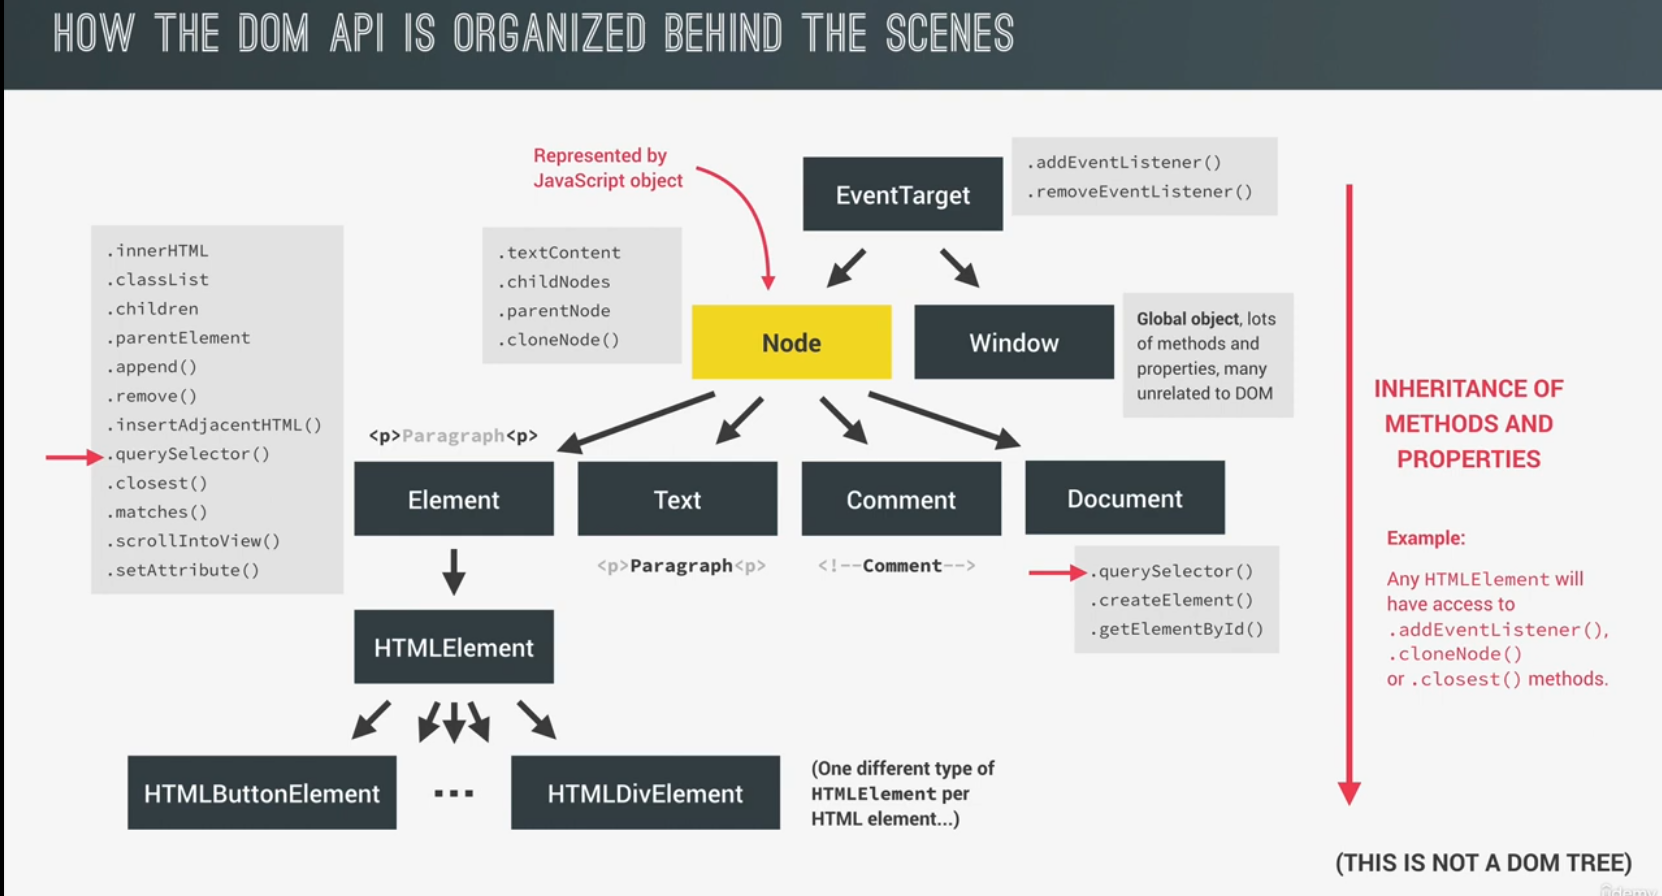 HOW THE DOM API IS ORGANIZED BEHIND THE SCENES
Represented by
JavaScript object
EventTarget
.addEventListener()
.removeEventListener()
.innerHTML
.classList
.children
.parentElement
.append()
.remove()
.insertAdjacentHTML()
.querySelector()
.closest()
.matches()
.scrollIntoView()
.setAttribute()
.textContent
.childNodes
.parentNode
.cloneNode()
Node
Window
Global object, lots
of methods and
properties, many
unrelated to DOM
<p>Paragraph<p>
Element
Text
Comment
Document
<p>Paragraph<p>
<!--Comment-->
.querySelector()
.createElement()
.getElementById()
HTMLElement
HTMLButtonElement
...
HTMLDivElement
(One different type of
HTMLElement per
HTML element...)
INHERITANCE OF
METHODS AND
PROPERTIES
Example:
Any HTMLElement will
have access to
.addEventListener(),
.cloneNode()
or .closest() methods.
(THIS IS NOT A DOM TREE)
ûdemy